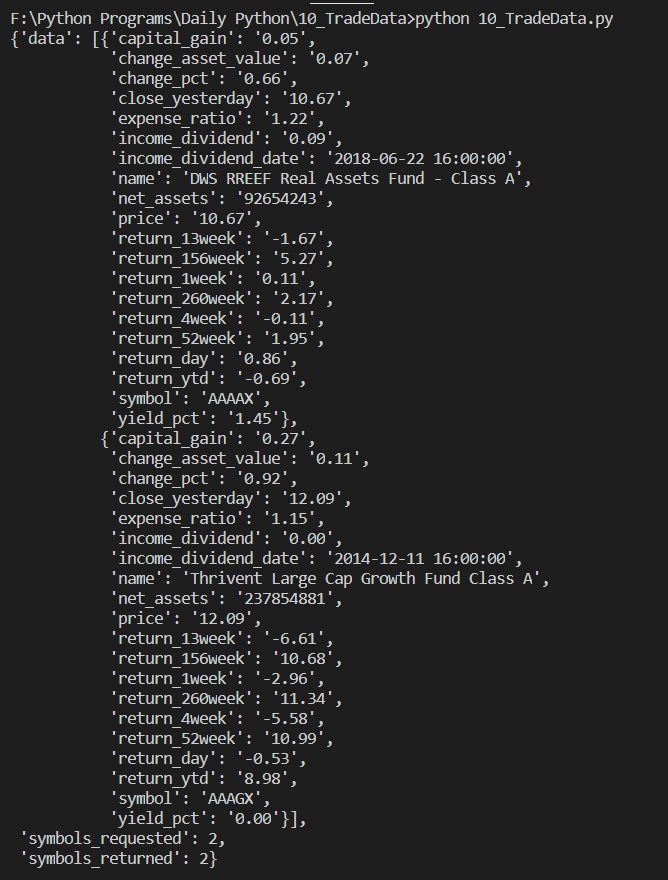 F:\Python Programs\Daily Python\10_TradeData>python 10_TradeData.py
{'data': [{'capital_gain': '0.05',
           'change_asset_value': '0.07',
           'change_pct': '0.66',
           'close_yesterday': '10.67',
           'expense_ratio': '1.22',
           'income_dividend': '0.09',
           'income_dividend_date': '2018-06-22 16:00:00',
           'name': 'DWS RREEF Real Assets Fund - Class A',
           'net_assets': '92654243',
           'price': '10.67',
           'return_13week': '-1.67',
           'return_156week': '5.27',
           'return_1week': '0.11',
           'return_260week': '2.17',
           'return_4week': '-0.11',
           'return_52week': '1.95',
           'return_day': '0.86',
           'return_ytd': '-0.69',
           'symbol': 'AAAAX',
           'yield_pct': '1.45'},
          {'capital_gain': '0.27',
           'change_asset_value': '0.11',
           'change_pct': '0.92',
           'close_yesterday': '12.09',
           'expense_ratio': '1.15',
           'income_dividend': '0.00',
           'income_dividend_date': '2014-12-11 16:00:00',
           'name': 'Thrivent Large Cap Growth Fund Class A',
           'net_assets': '237854881',
           'price': '12.09',
           'return_13week': '-6.61',
           'return_156week': '10.68',
           'return_1week': '-2.96',
           'return_260week': '11.34',
           'return_4week': '-5.58',
           'return_52week': '10.99',
           'return_day': '-0.53',
           'return_ytd': '8.98',
           'symbol': 'AAAGX',
           'yield_pct': '0.00'}],
 'symbols_requested': 2,
 'symbols_returned': 2}